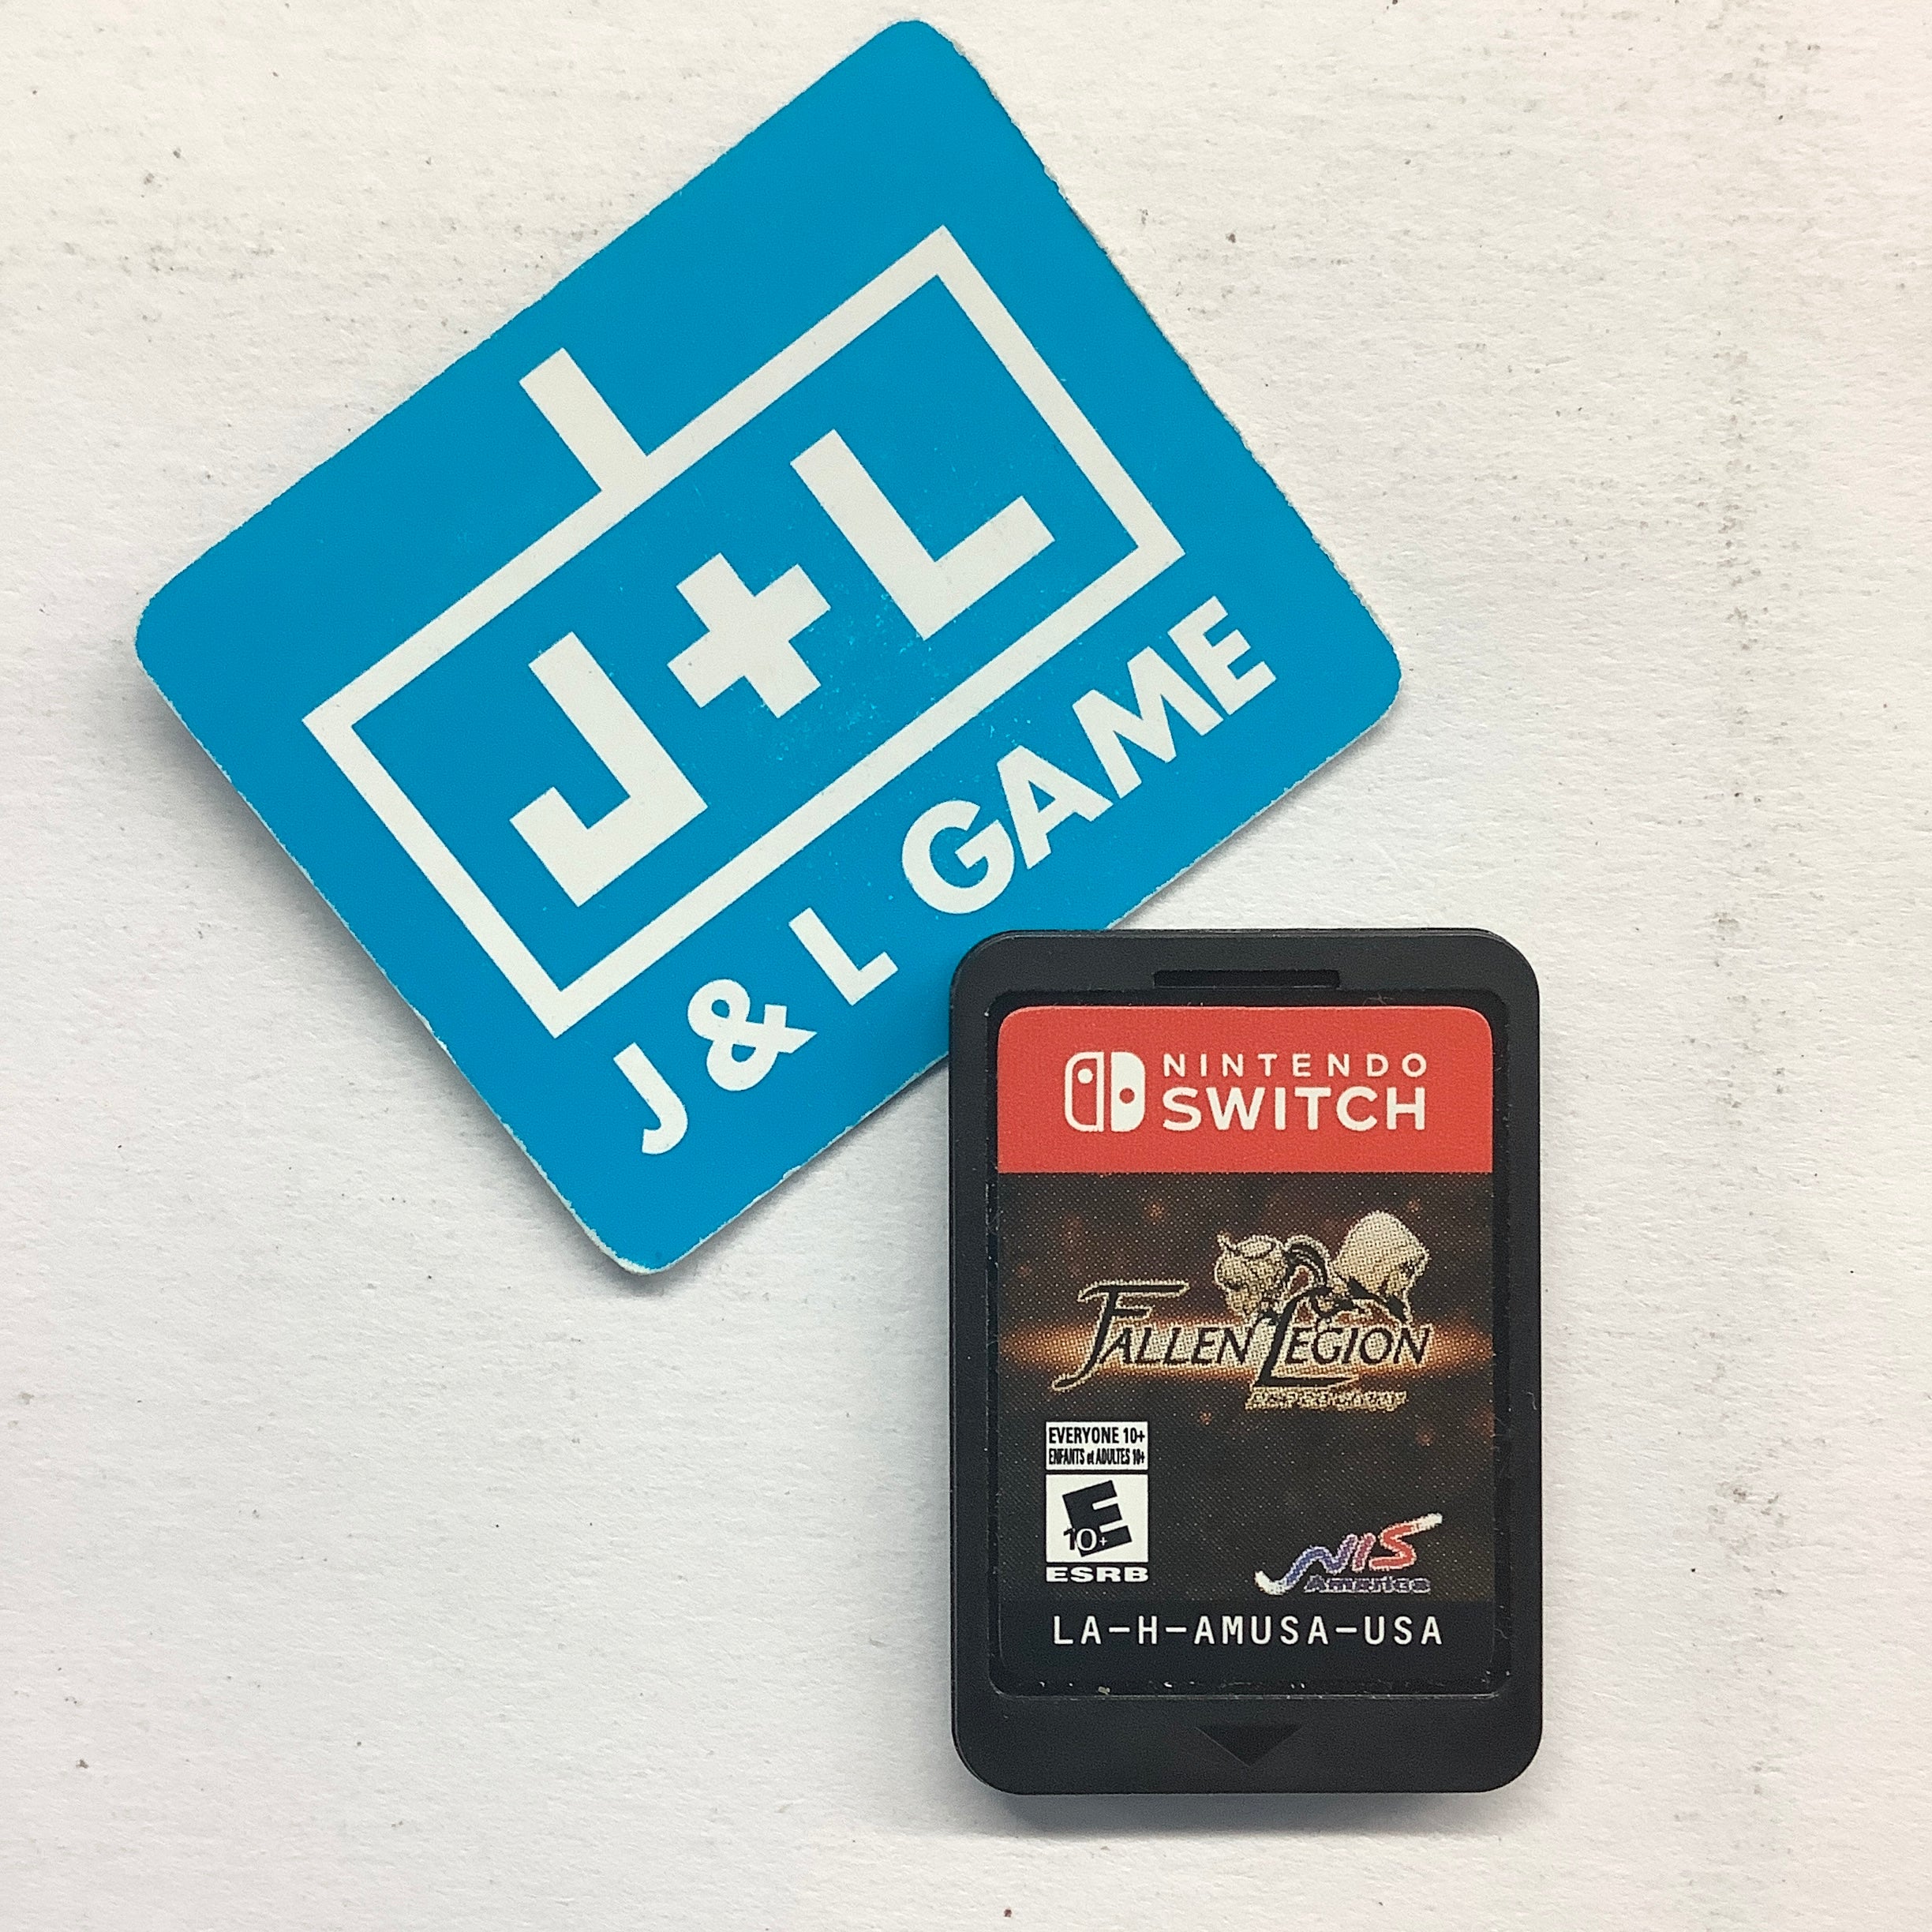 J+L
J & L GAME
NINTENDO
SWITCH
FALLEN LEGION
EVERYONE 10+
ENFANTS et ADULTES 10+
E
10+
ESRB
NIS
America
LA-H-AMUSA-USA